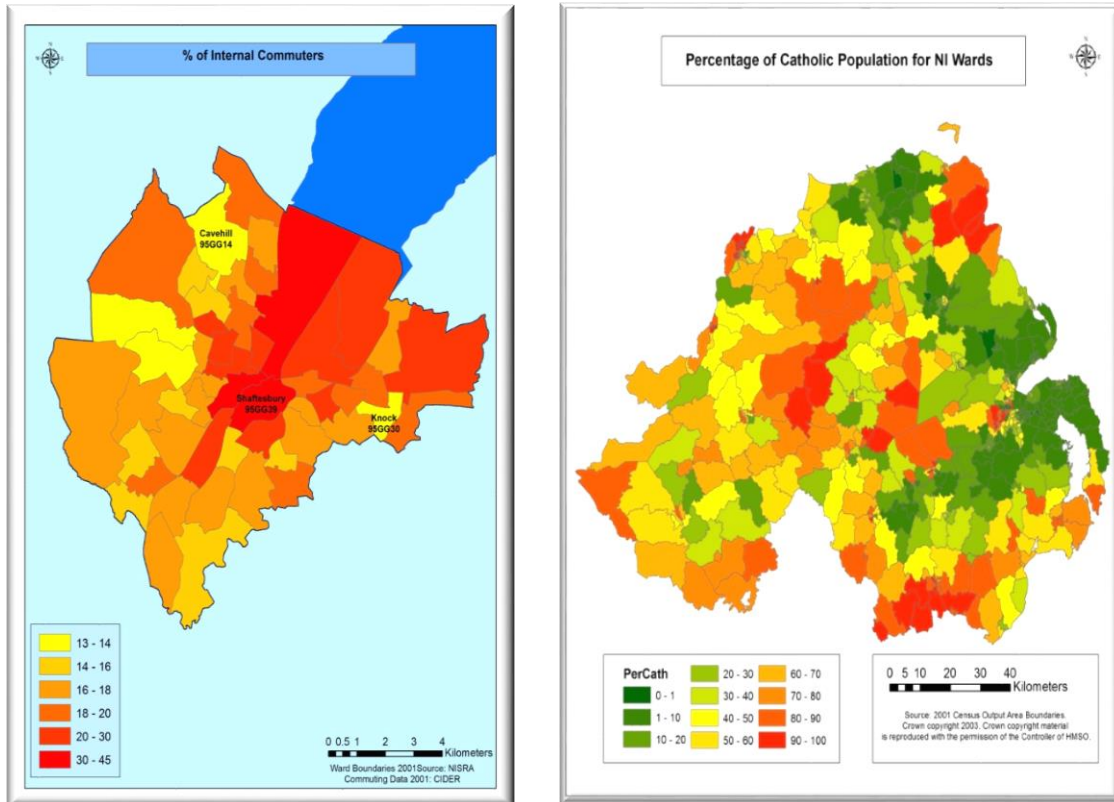 % of Internal Commuters
Cavehill
95GG14
Shaftesbury
95GG39
Knock
95GG30
13 - 14
14 - 16
16 - 18
18 - 20
20 - 30
30 - 45
0 0.5 1 2 3 4
Kilometers
Ward Boundaries 2001Source: NISRA
Commuting Data 2001: CIDER
Percentage of Catholic Population for NI Wards
PerCath
0 - 1
1 - 10
10 - 20
20 - 30
30 - 40
40 - 50
50 - 60
60 - 70
70 - 80
80 - 90
90 - 100
0 5 10 20 30 40
Kilometers
Source: 2001 Census Output Area Boundaries.
Crown copyright 2003. Crown copyright material
is reproduced with the permission of the Controller of HMSO.